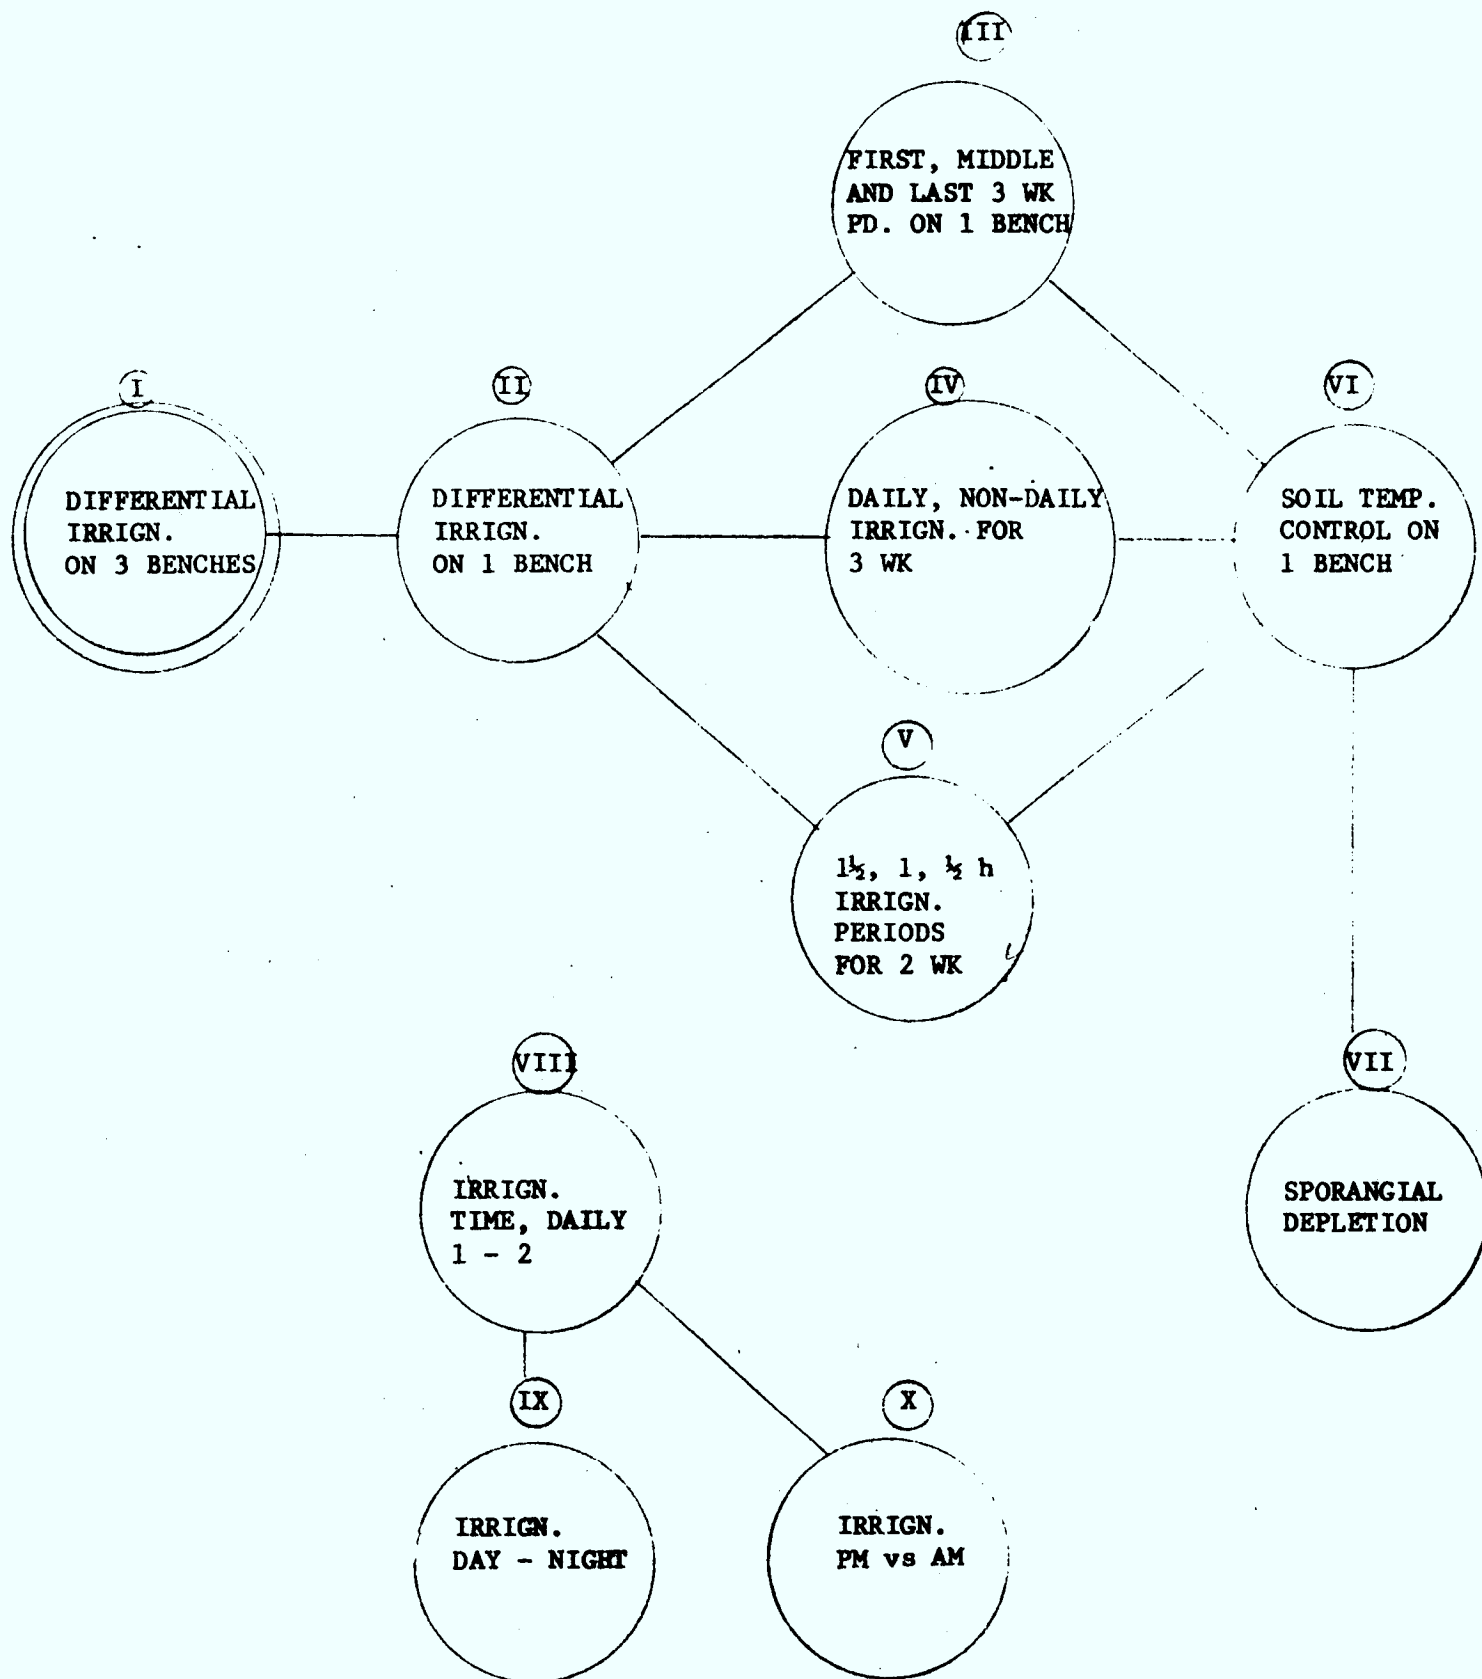 III
FIRST, MIDDLE
AND LAST 3 WK
PD. ON 1 BENCH
I
DIFFERENTIAL
IRRIGN.
ON 3 BENCHES
II
DIFFERENTIAL
IRRIGN.
ON 1 BENCH
IV
DAILY, NON-DAILY
IRRIGN. FOR
3 WK
VI
SOIL TEMP.
CONTROL ON
1 BENCH
V
1½, 1, ½ h
IRRIGN.
PERIODS
FOR 2 WK
VIII
IRRIGN.
TIME, DAILY
1 - 2
VII
SPORANGIAL
DEPLETION
IX
IRRIGN.
DAY - NIGHT
X
IRRIGN.
PM vs AM